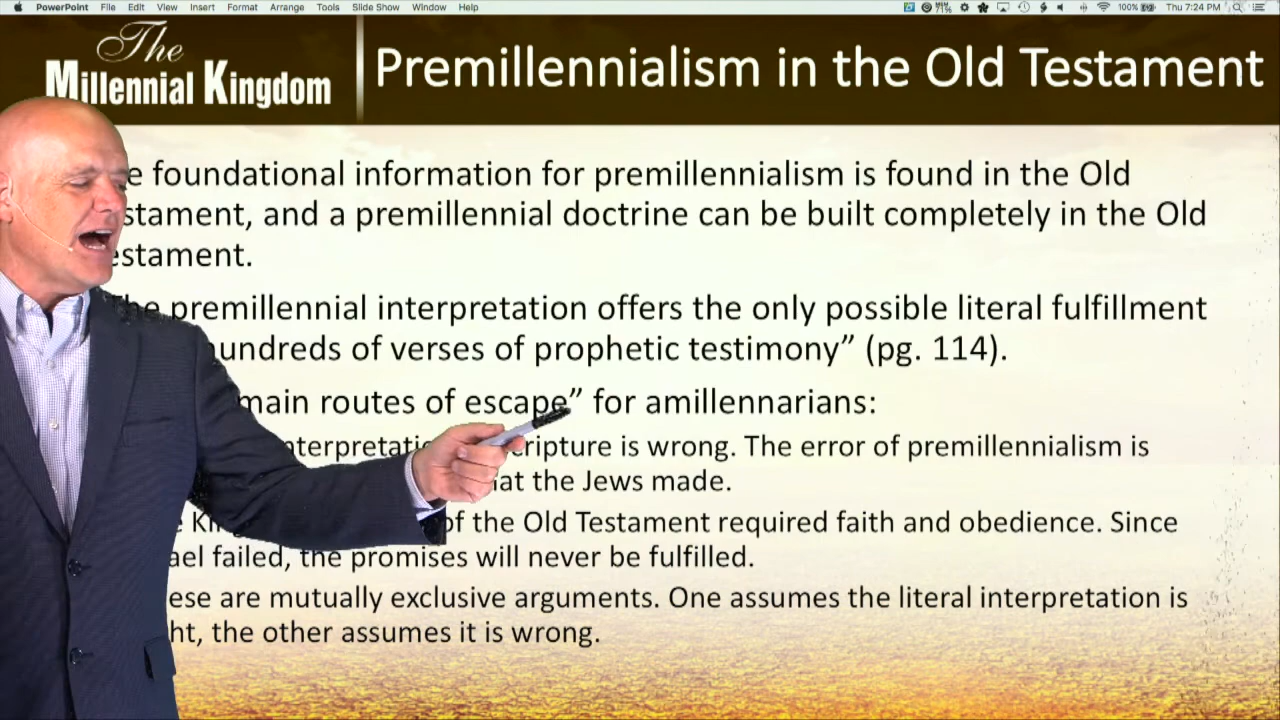 PowerPoint File Edit View Insert Format Arrange Tools Slide Show Window Help 100% Thu 7:24 PM
The
Millennial Kingdom
Premillennialism in the Old Testament
e foundational information for premillennialism is found in the Old
stament, and a premillennial doctrine can be built completely in the Old
estament.
he premillennial interpretation offers the only possible literal fulfillment
undreds of verses of prophetic testimony” (pg. 114).
main routes of escape” for amillennarians:
nterpretatio cripture is wrong. The error of premillennialism is
at the Jews made.
e Ki of the Old Testament required faith and obedience. Since
ael failed, the promises will never be fulfilled.
ese are mutually exclusive arguments. One assumes the literal interpretation is
ht, the other assumes it is wrong.